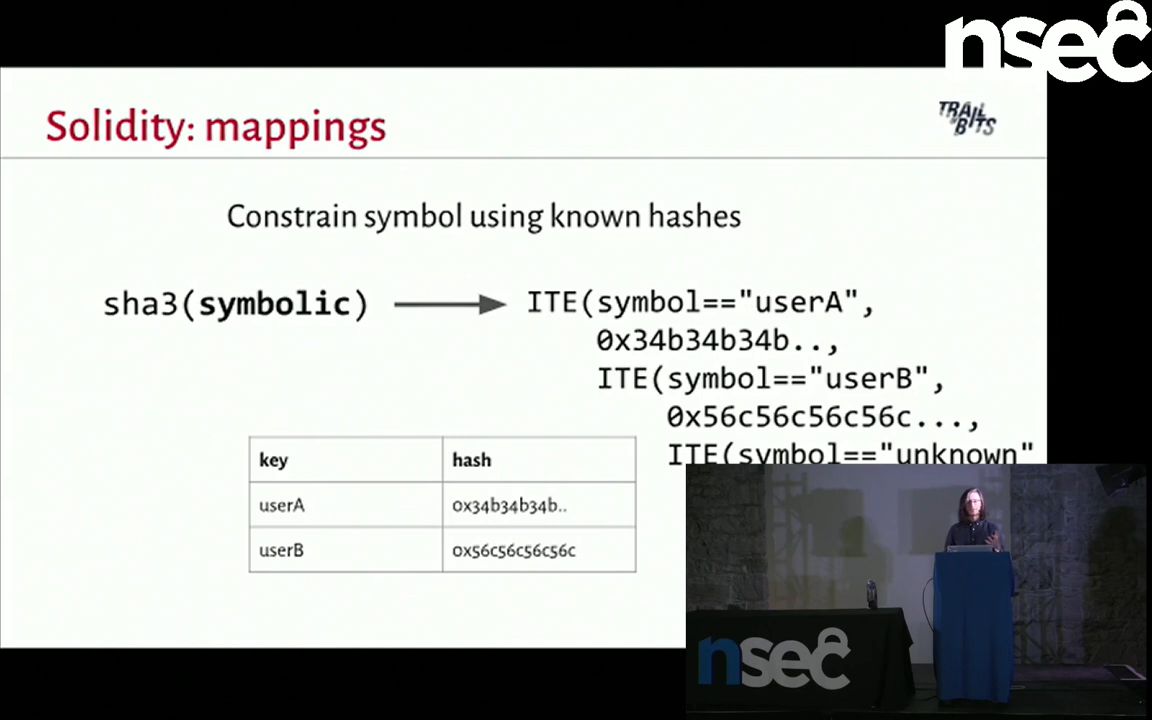 nsec
Solidity: mappings
TRAIL
OF BITS
Constrain symbol using known hashes
sha3(symbolic)
ITE(symbol=="userA",
0x34b34b34b..,
ITE(symbol=="userB",
0x56c56c56c56c...,
ITE(symbol=="unknown"
key hash
userA 0x34b34b34b..
userB 0x56c56c56c56c
nsec